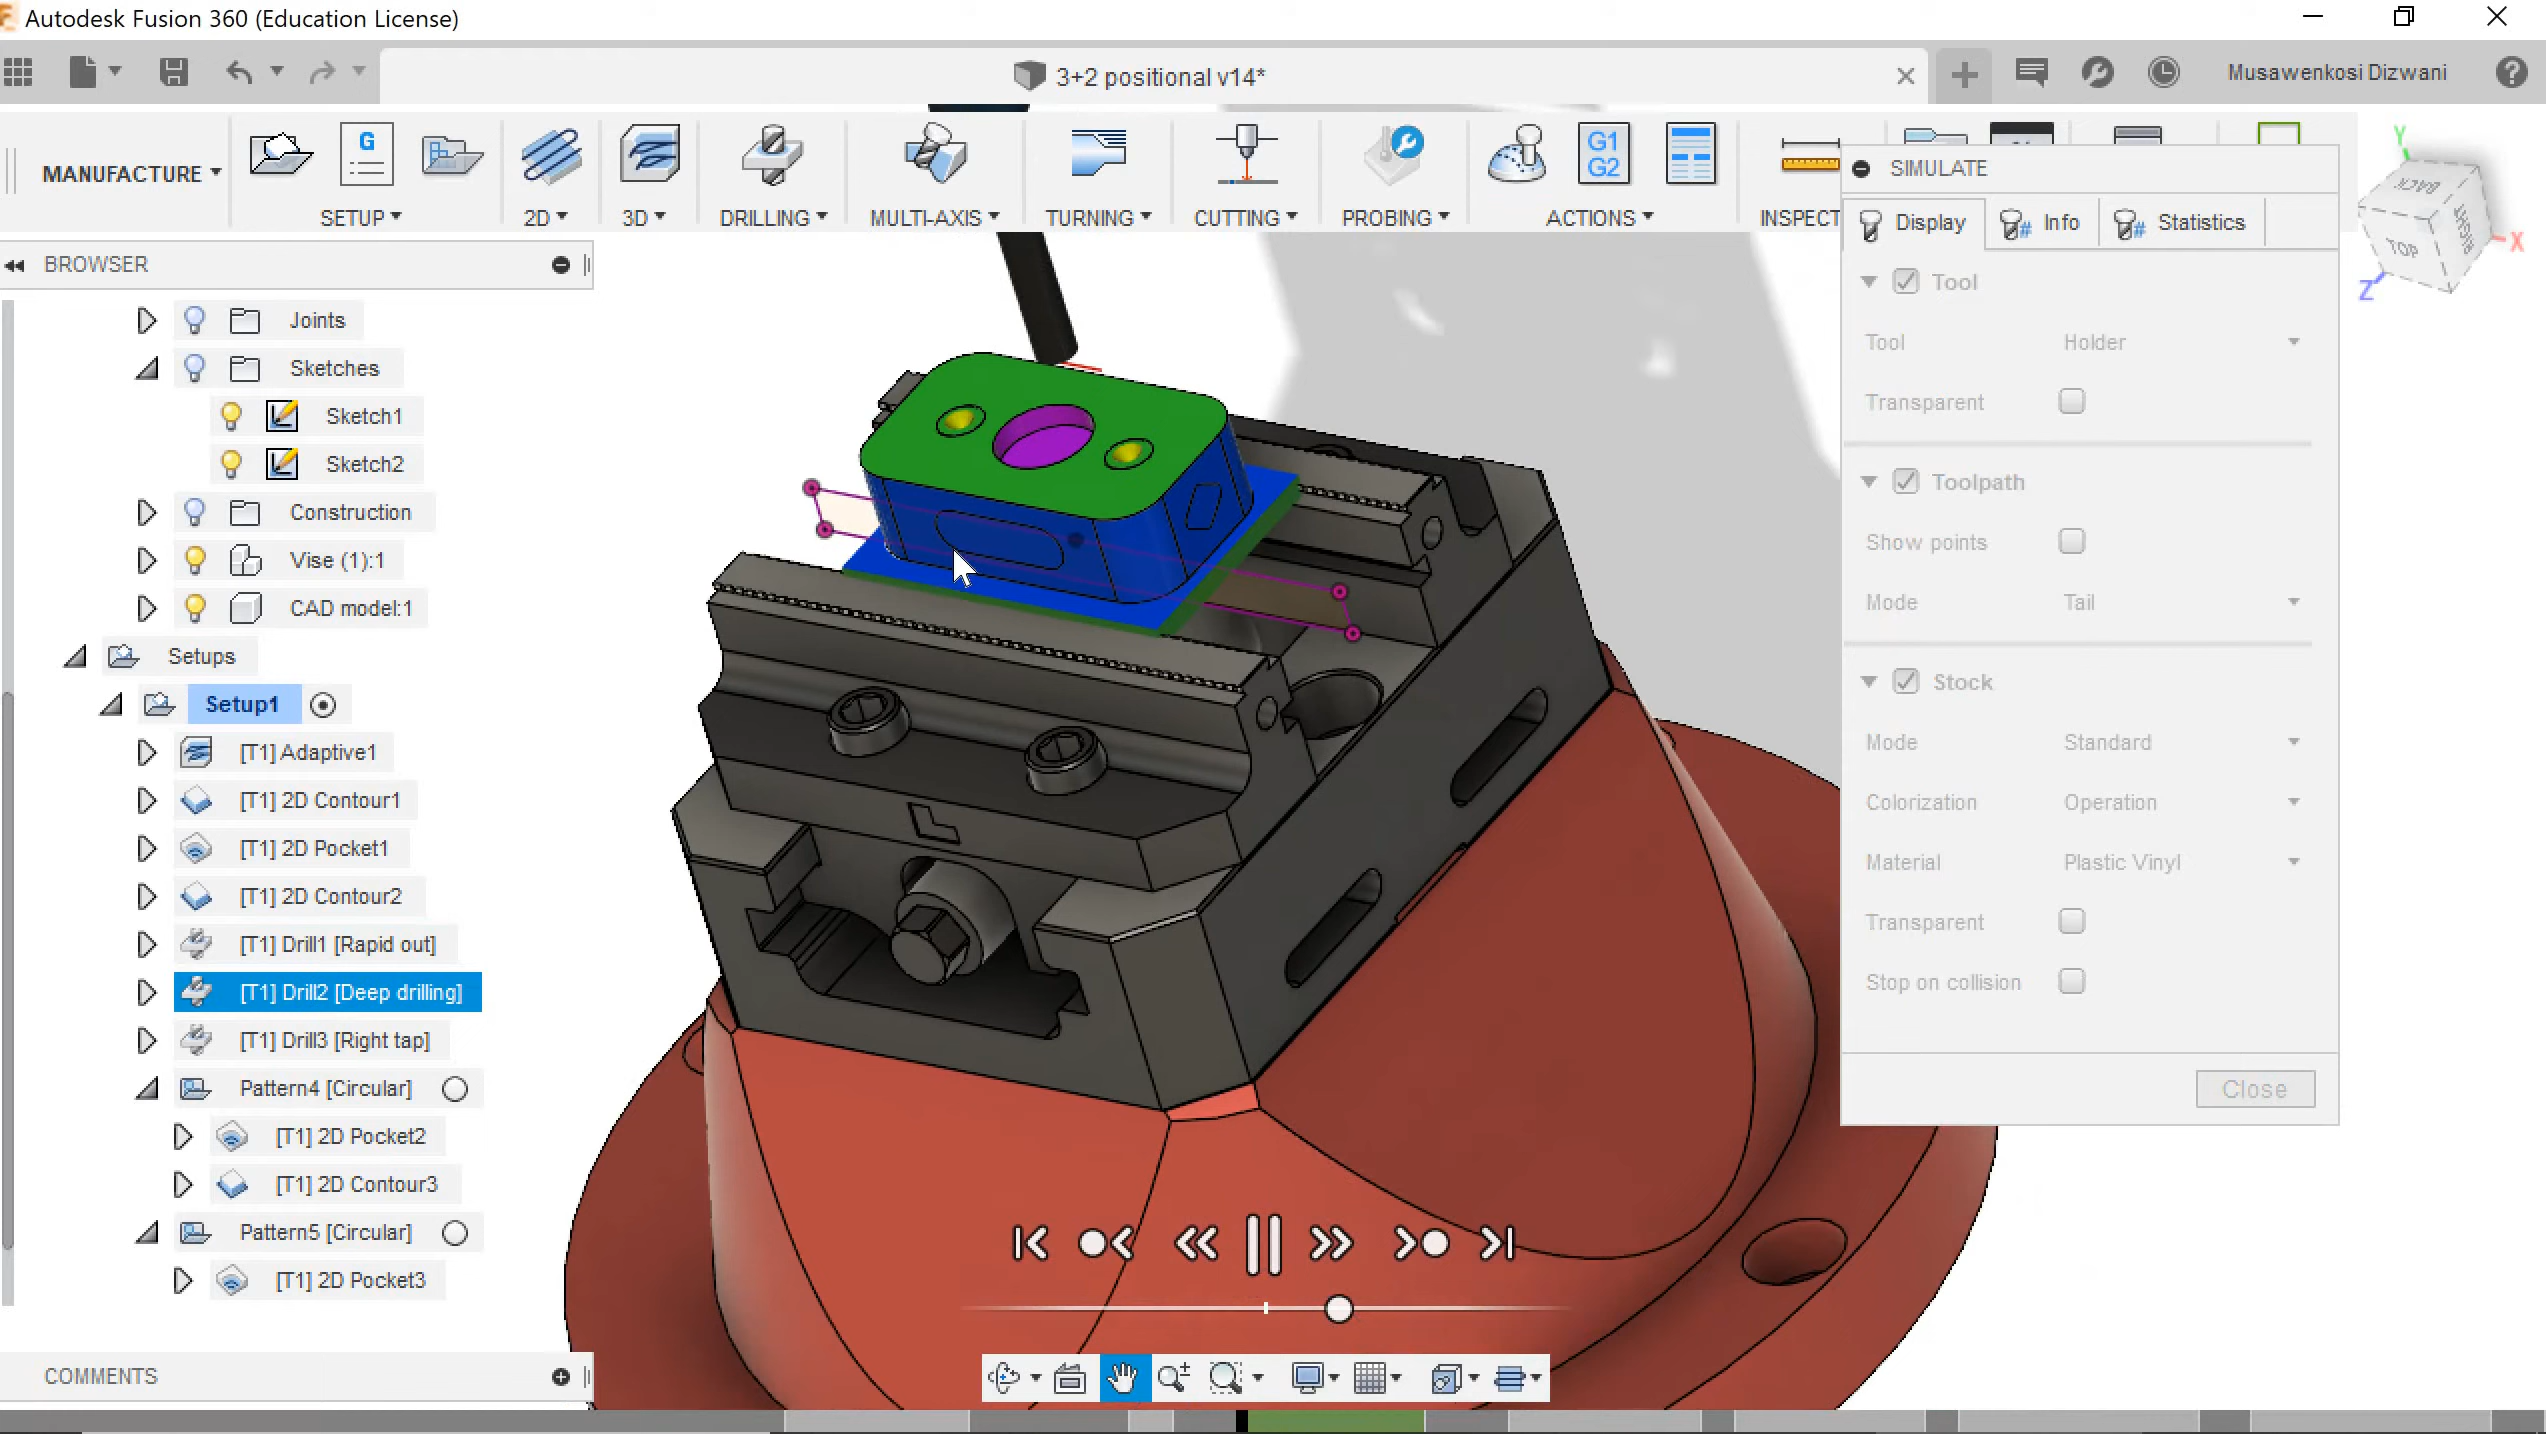 Autodesk Fusion 360 (Education License)
3+2 positional v14*
Musawenkosi Dizwani
MANUFACTURE
G
G1
G2
SETUP
2D
3D
DRILLING
MULTI-AXIS
TURNING
CUTTING
PROBING
ACTIONS
INSPECT
BROWSER
Joints
Sketches
Sketch1
Sketch2
Construction
Vise (1):1
CAD model:1
Setups
Setup1
[T1] Adaptive1
[T1] 2D Contour1
[T1] 2D Pocket1
[T1] 2D Contour2
[T1] Drill1 [Rapid out]
[T1] Drill2 [Deep drilling]
[T1] Drill3 [Right tap]
Pattern4 [Circular]
[T1] 2D Pocket2
[T1] 2D Contour3
Pattern5 [Circular]
[T1] 2D Pocket3
COMMENTS
SIMULATE
Display
Info
Statistics
Tool
Tool Holder
Transparent
Toolpath
Show points
Mode Tail
Stock
Mode Standard
Colorization Operation
Material Plastic Vinyl
Transparent
Stop on collision
Close
Y
BACK
RIGHT
TOP
X
Z